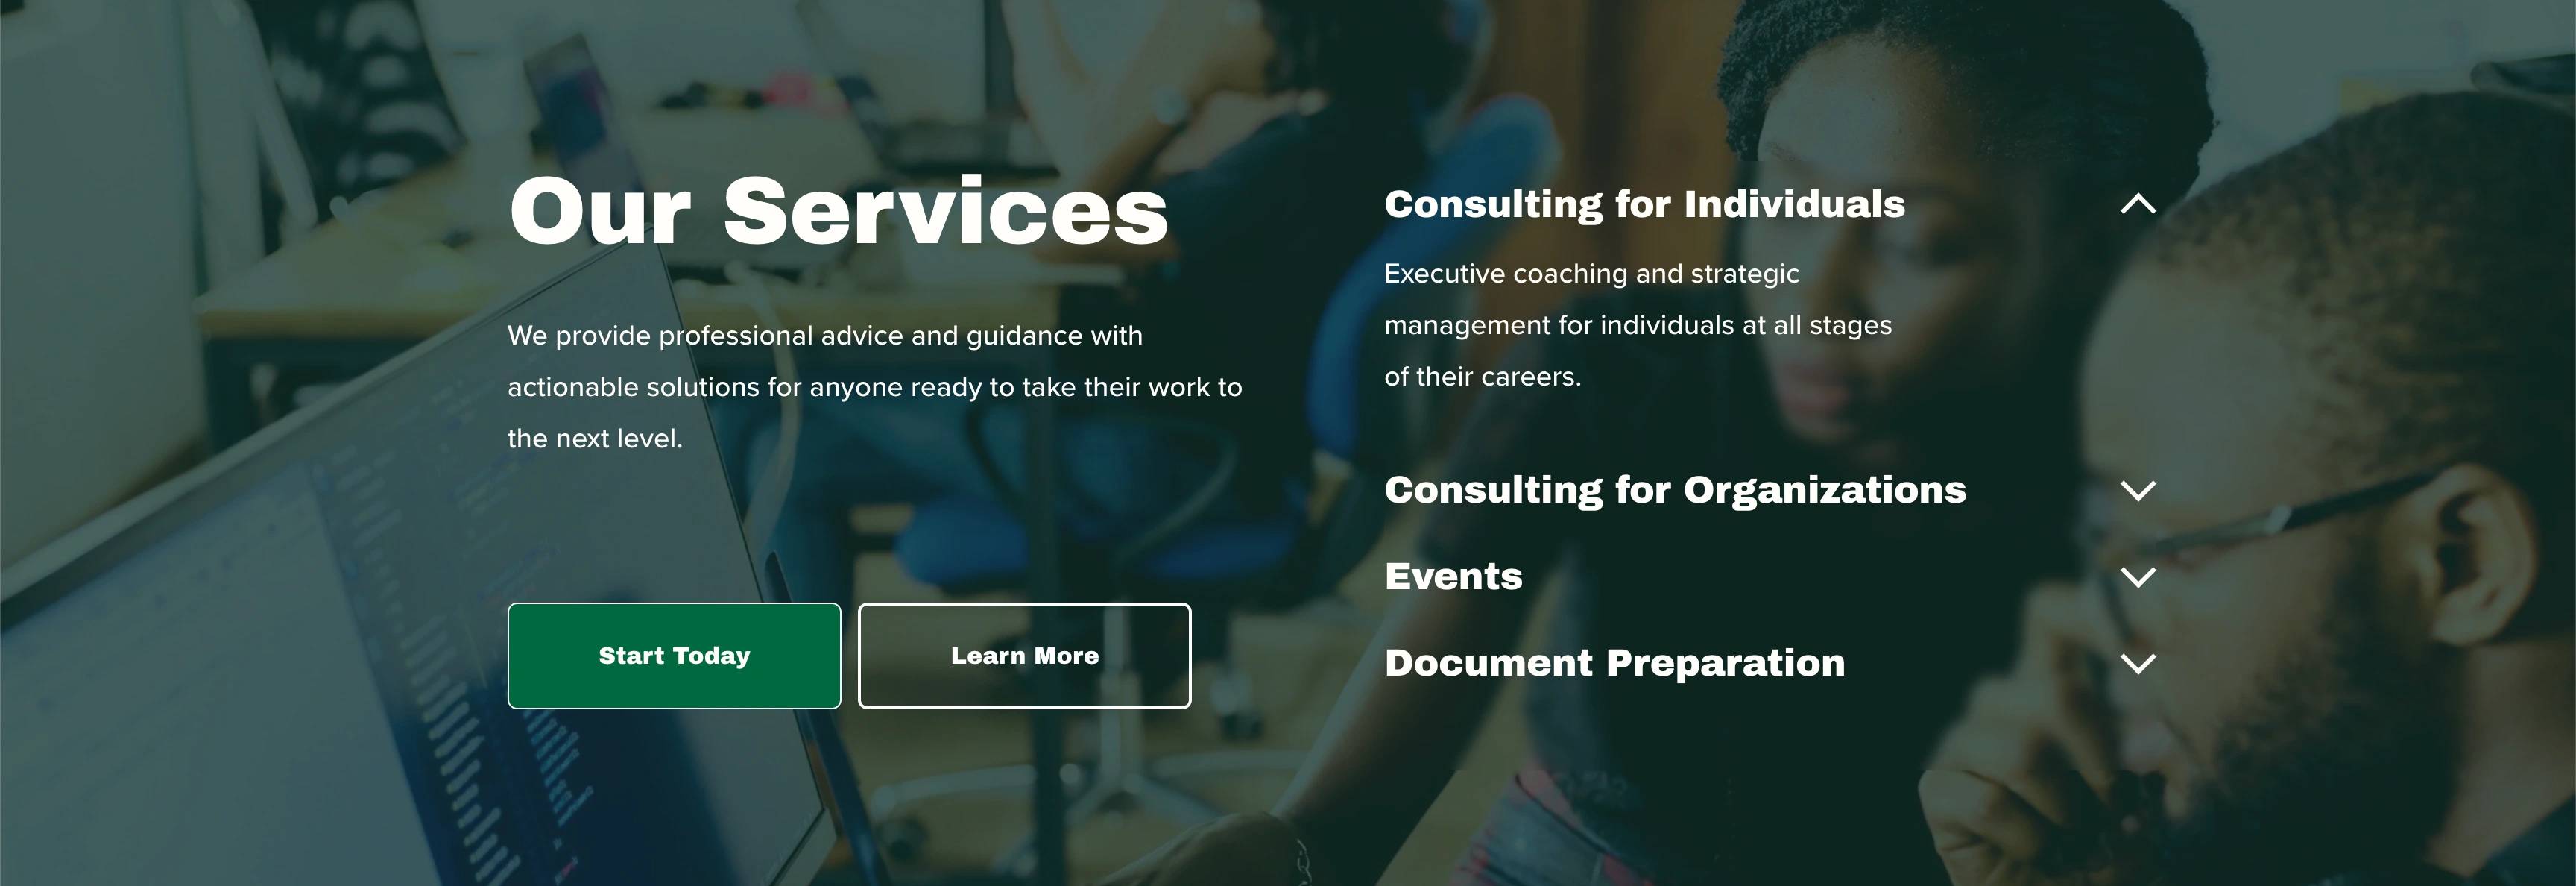 Our Services
We provide professional advice and guidance with
actionable solutions for anyone ready to take their work to
the next level.
Start Today
Learn More
Consulting for Individuals
Executive coaching and strategic
management for individuals at all stages
of their careers.
Consulting for Organizations
Events
Document Preparation